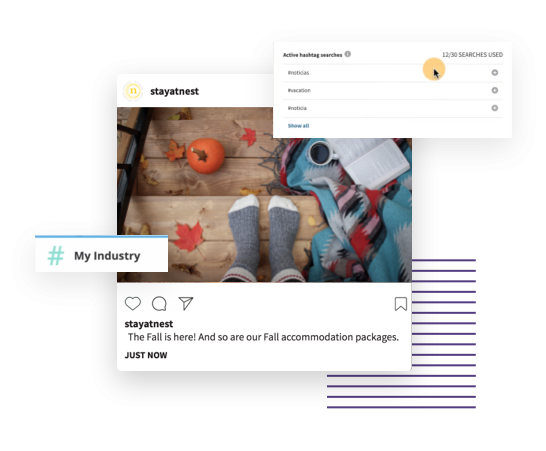 Active hashtag searches
12/30 SEARCHES USED
#noticias
#vacation
#noticia
Show all
n
stayatnest
# My Industry
stayatnest
The Fall is here! And so are our Fall accommodation packages.
JUST NOW